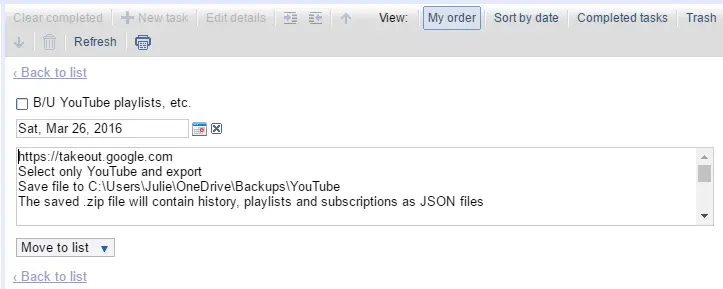 Clear completed New task Edit details View: My order Sort by date Completed tasks Trash
Refresh
‹ Back to list
B/U YouTube playlists, etc.
Sat, Mar 26, 2016
https://takeout.google.com
Select only YouTube and export
Save file to C:\Users\Julie\OneDrive\Backups\YouTube
The saved .zip file will contain history, playlists and subscriptions as JSON files
Move to list
‹ Back to list